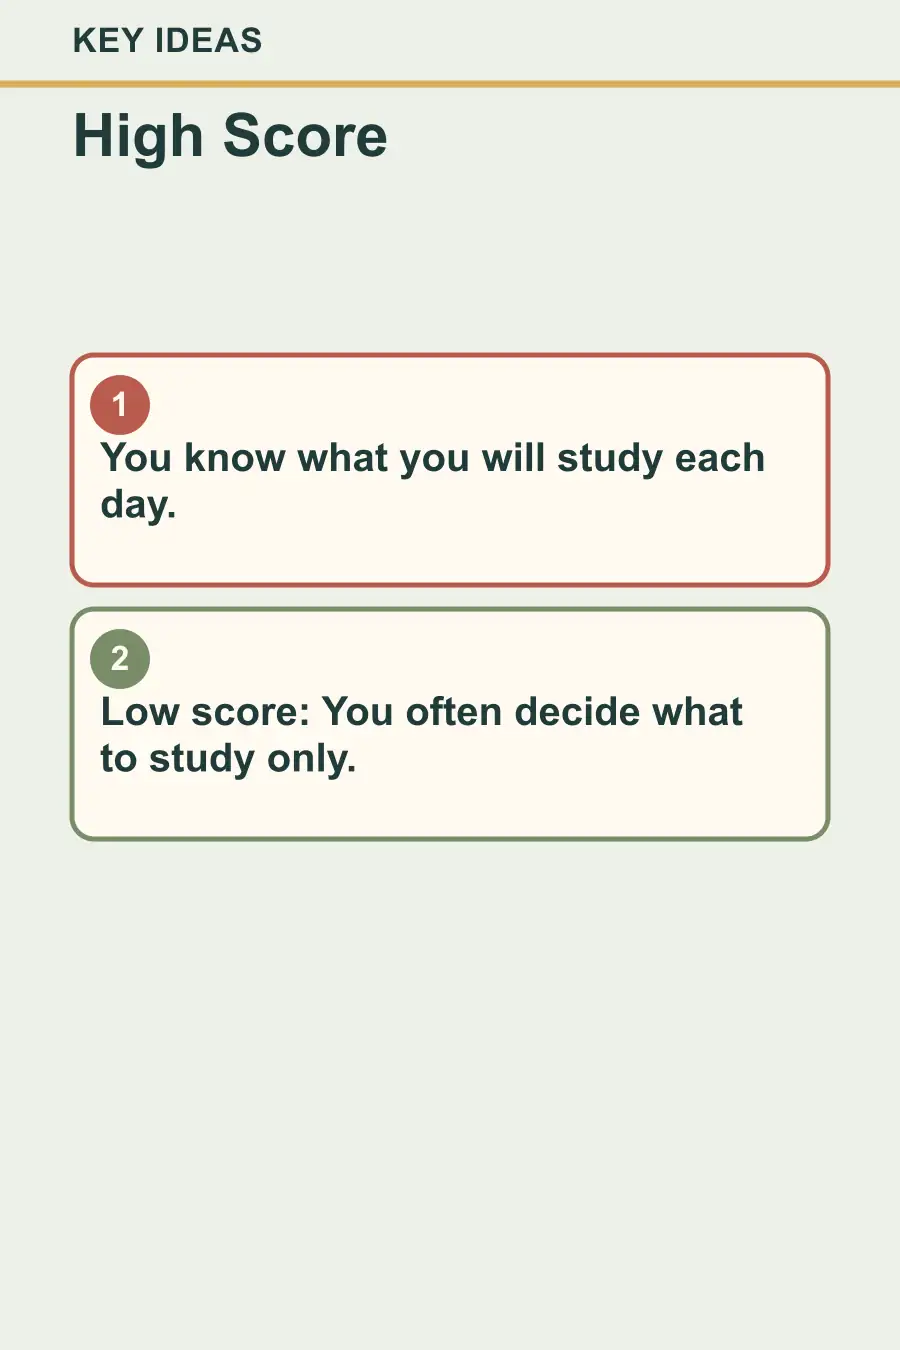 KEY IDEAS
High Score
1
You know what you will study each
day.
2
Low score: You often decide what
to study only.